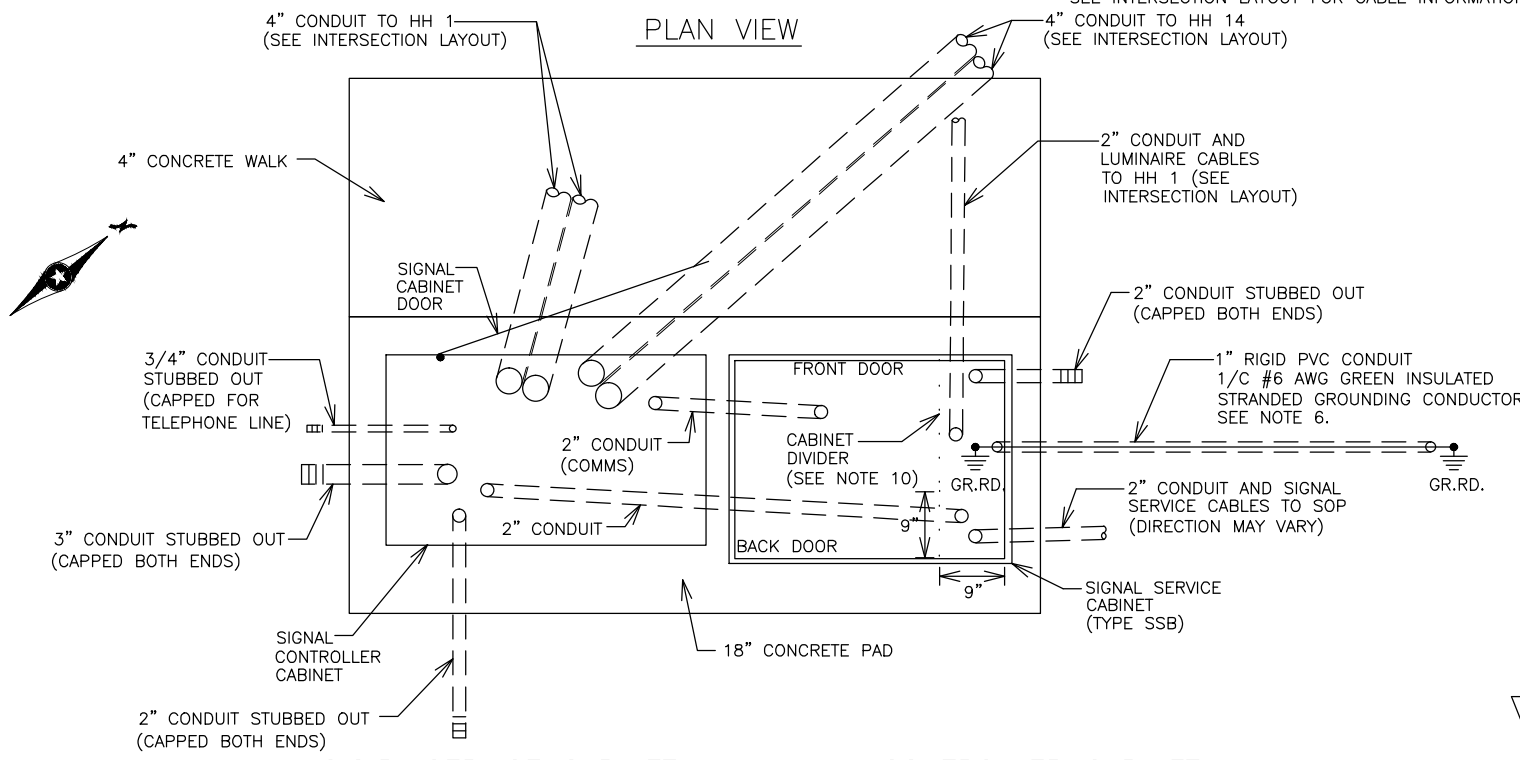 SEE INTERSECTION LAYOUT FOR CABLE INFORMATION
PLAN VIEW
4” CONDUIT TO HH 1
(SEE INTERSECTION LAYOUT)
4” CONDUIT TO HH 14
(SEE INTERSECTION LAYOUT)
4” CONCRETE WALK
2” CONDUIT AND
LUMINAIRE CABLES
TO HH 1 (SEE
INTERSECTION LAYOUT)
SIGNAL
CABINET
DOOR
2” CONDUIT STUBBED OUT
(CAPPED BOTH ENDS)
3/4” CONDUIT
STUBBED OUT
(CAPPED FOR
TELEPHONE LINE)
FRONT DOOR
1” RIGID PVC CONDUIT
1/C #6 AWG GREEN INSULATED
STRANDED GROUNDING CONDUCTOR
SEE NOTE 6.
2” CONDUIT
(COMMS)
CABINET
DIVIDER
(SEE NOTE 10)
GR.RD.
GR.RD.
2” CONDUIT AND SIGNAL
SERVICE CABLES TO SOP
(DIRECTION MAY VARY)
3” CONDUIT STUBBED OUT
(CAPPED BOTH ENDS)
2” CONDUIT
9”
BACK DOOR
9”
SIGNAL SERVICE
CABINET
(TYPE SSB)
SIGNAL
CONTROLLER
CABINET
18” CONCRETE PAD
2” CONDUIT STUBBED OUT
(CAPPED BOTH ENDS)